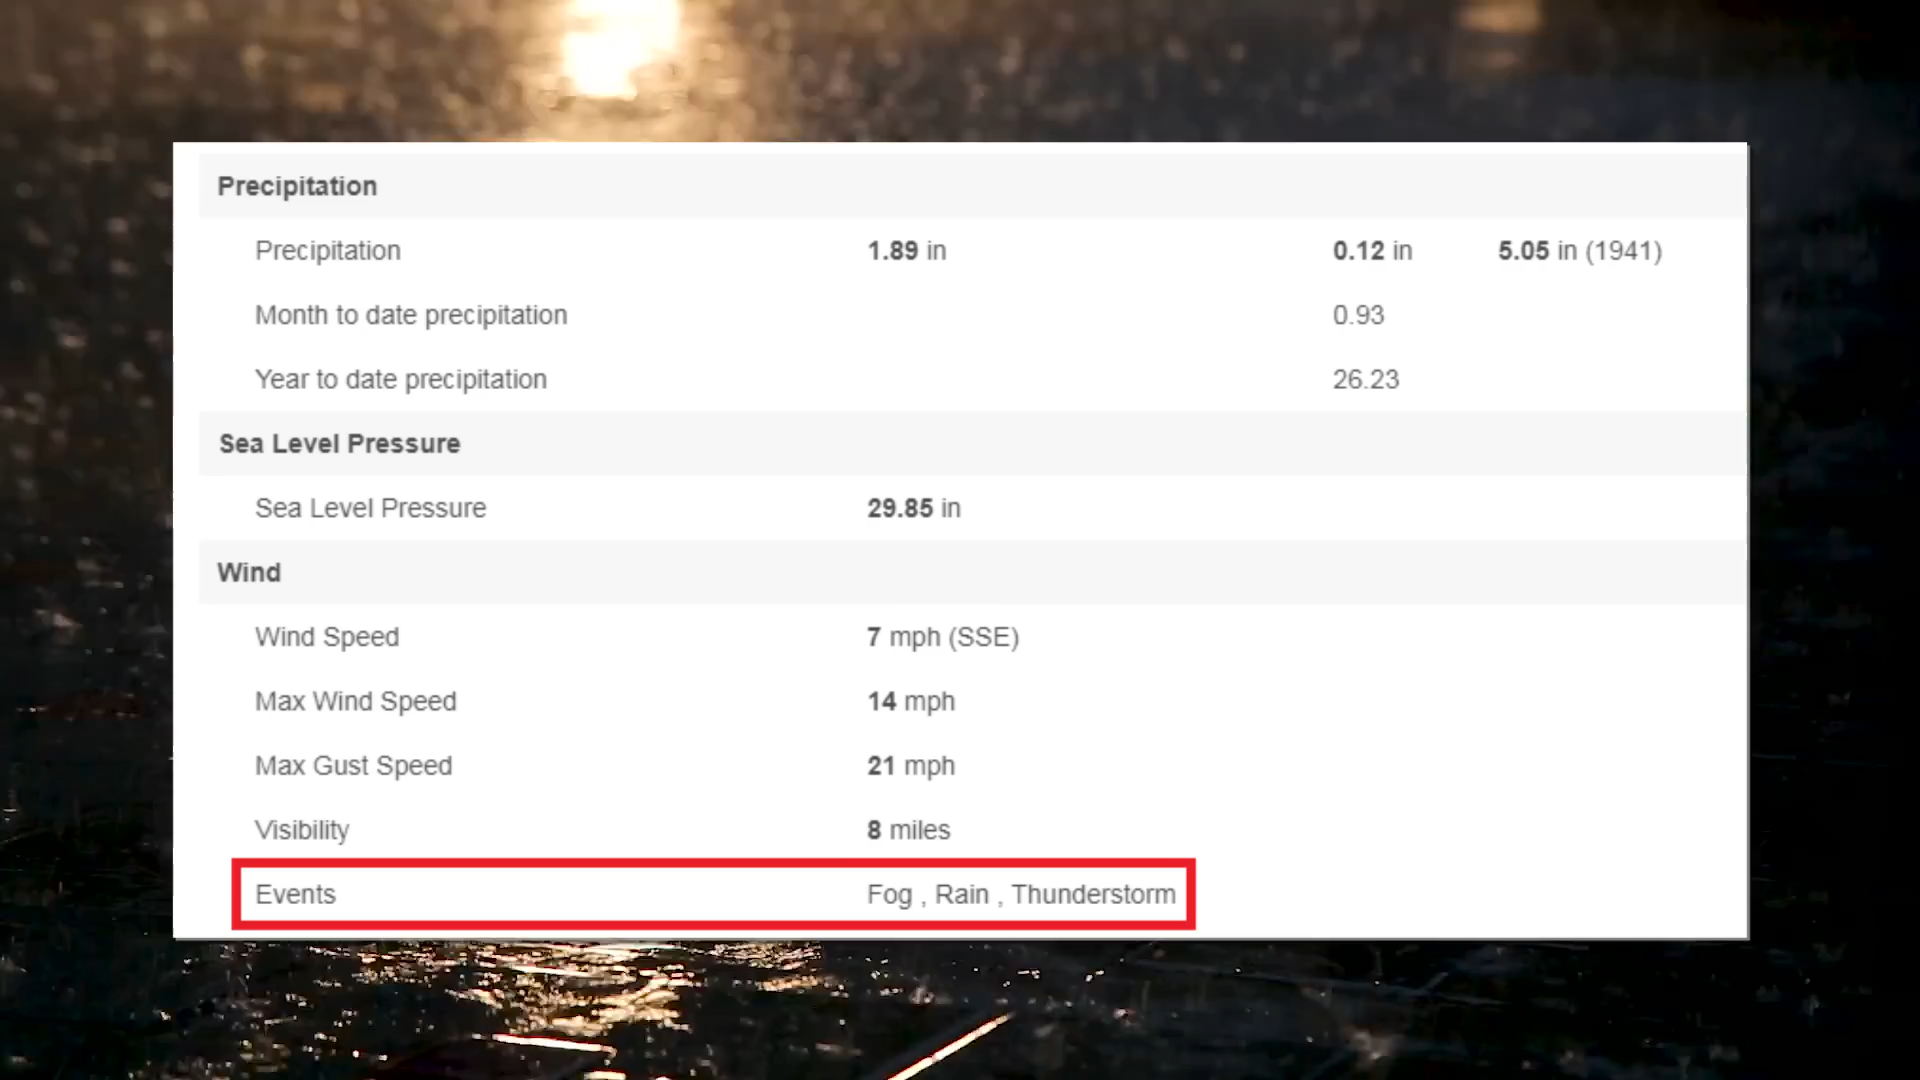 Precipitation
Precipitation 1.89 in 0.12 in 5.05 in (1941)
Month to date precipitation 0.93
Year to date precipitation 26.23
Sea Level Pressure
Sea Level Pressure 29.85 in
Wind
Wind Speed 7 mph (SSE)
Max Wind Speed 14 mph
Max Gust Speed 21 mph
Visibility 8 miles
Events Fog , Rain , Thunderstorm